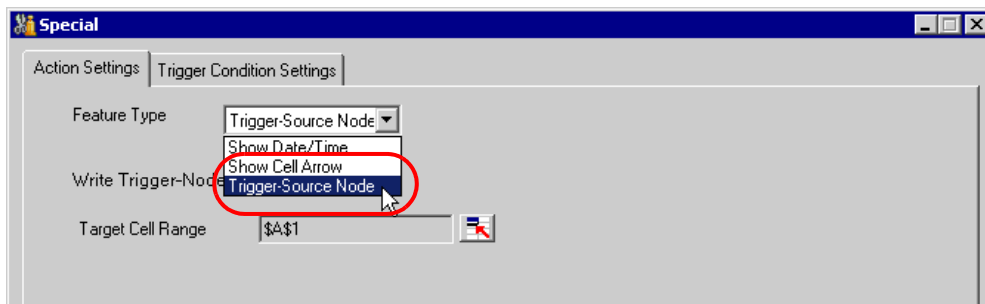 Special
Action Settings
Trigger Condition Settings
Feature Type
Trigger-Source Node
Show Date/Time
Show Cell Arrow
Write Trigger-Node
Trigger-Source Node
Target Cell Range
$A$1